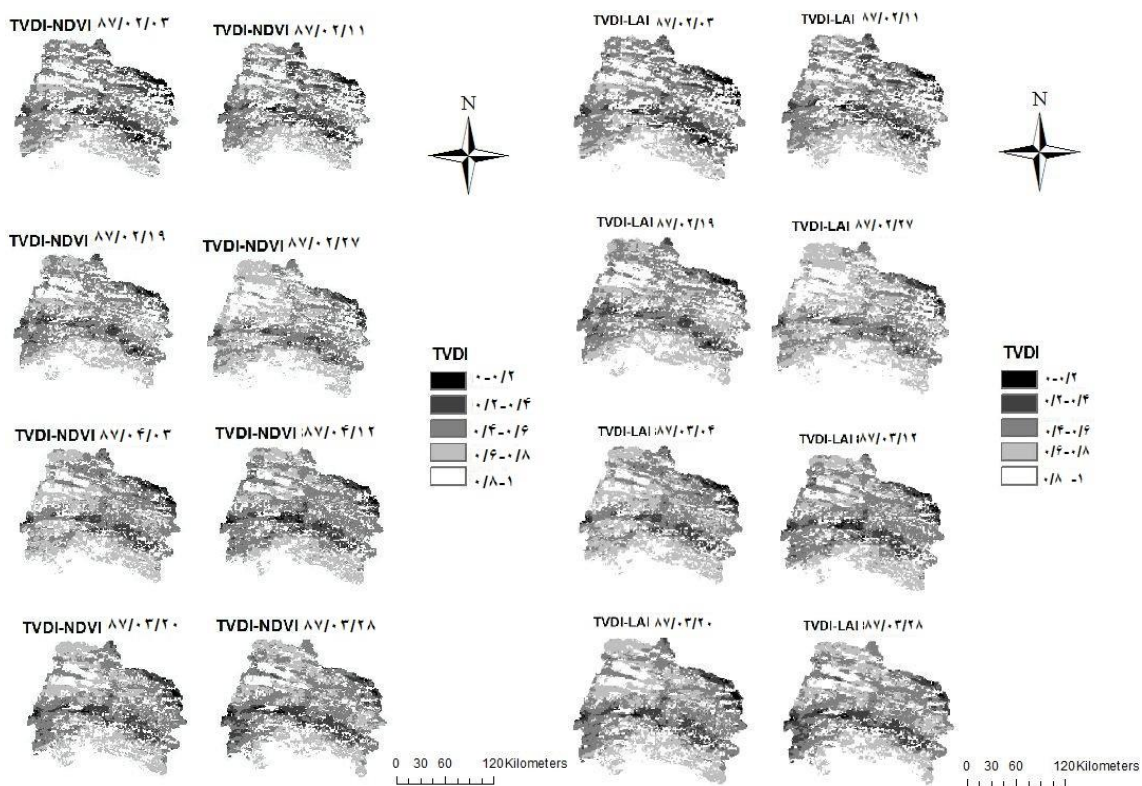 TVDI-NDVI ۸۷/۰۲/۰۳
TVDI-NDVI ۸۷/۰۲/۱۱
N
TVDI-NDVI ۸۷/۰۲/۱۹
TVDI-NDVI ۸۷/۰۲/۲۷
TVDI
۰-۰/۲
۰/۲-۰/۴
۰/۴-۰/۶
۰/۶-۰/۸
۰/۸-۱
TVDI-NDVI ۸۷/۰۴/۰۳
TVDI-NDVI ۸۷/۰۴/۱۲
TVDI-NDVI ۸۷/۰۳/۲۰
TVDI-NDVI ۸۷/۰۳/۲۸
0 30 60 120 Kilometers
TVDI-LAI ۸۷/۰۲/۰۳
TVDI-LAI ۸۷/۰۲/۱۱
N
TVDI-LAI ۸۷/۰۲/۱۹
TVDI-LAI ۸۷/۰۲/۲۷
TVDI
۰-۰/۲
۰/۲-۰/۴
۰/۴-۰/۶
۰/۶-۰/۸
۰/۸ -۱
TVDI-LAI ۸۷/۰۳/۰۴
TVDI-LAI ۸۷/۰۳/۱۲
TVDI-LAI ۸۷/۰۳/۲۰
TVDI-LAI ۸۷/۰۳/۲۸
0 30 60 120 Kilometers